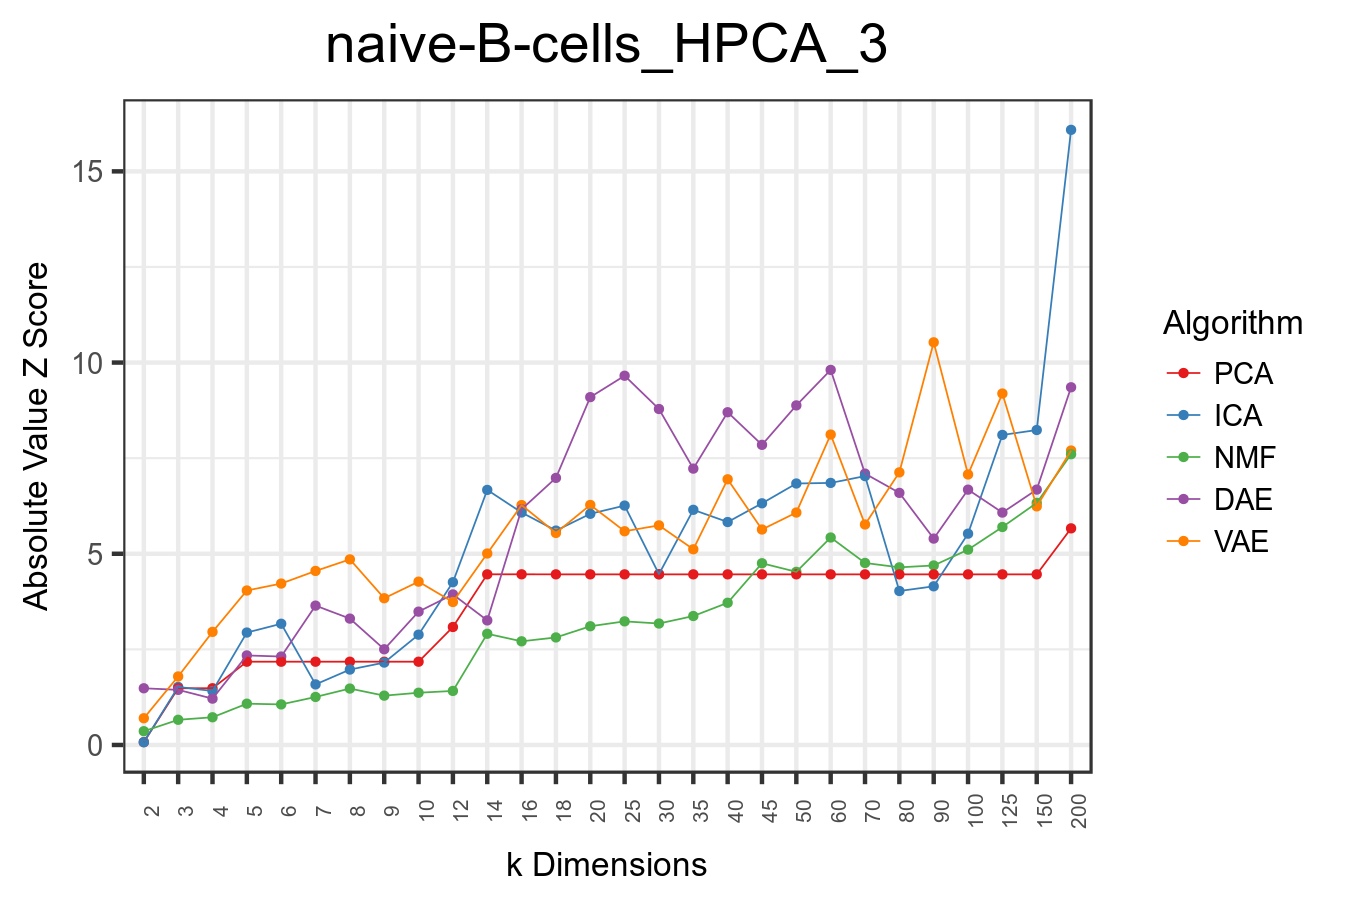 naive-B-cells_HPCA_3
Absolute Value Z Score
15
10
5
0
2 3 4 5 6 7 8 9 10 12 14 16 18 20 25 30 35 40 45 50 60 70 80 90 100 125 150 200
k Dimensions
Algorithm
PCA
ICA
NMF
DAE
VAE